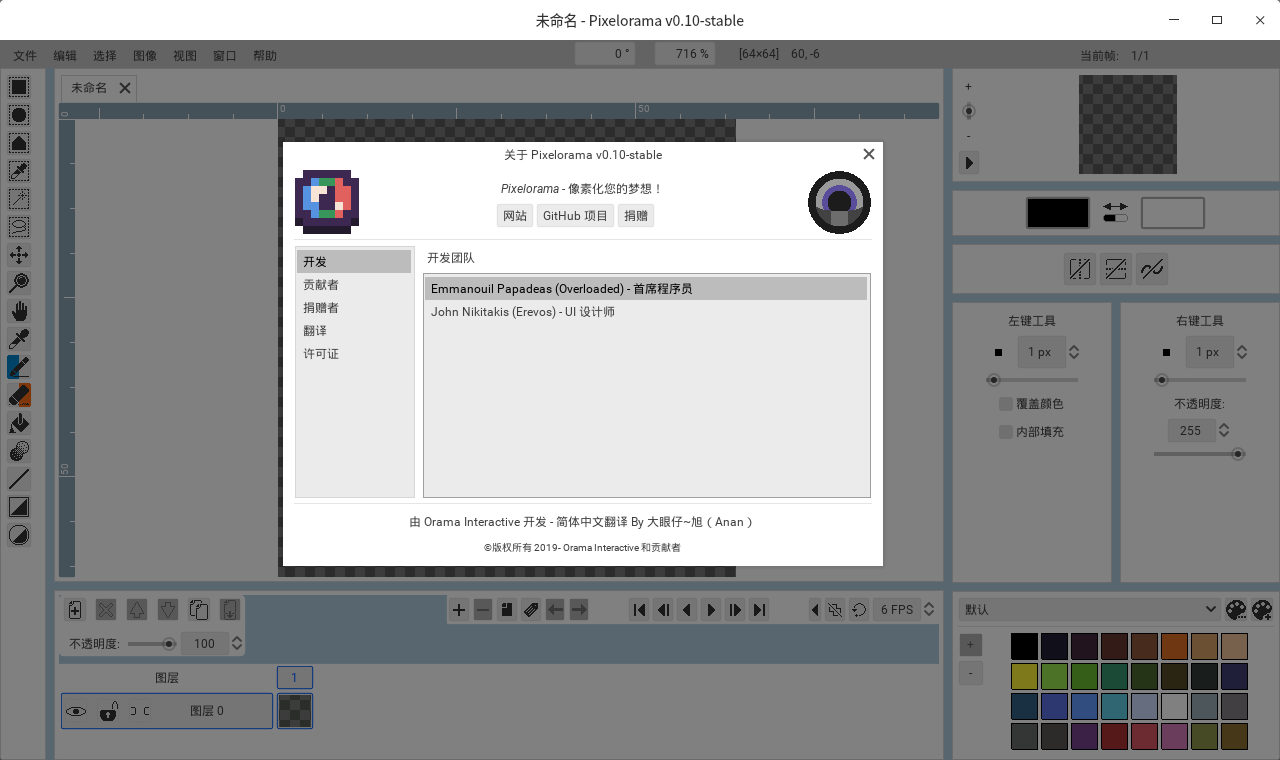 未命名 - Pixelorama v0.10-stable
文件 编辑 选择 图像 视图 窗口 帮助 0 ° 716 % [64×64] 60, -6 当前帧: 1/1
未命名
0 50
0
50
+
-
关于 Pixelorama v0.10-stable
Pixelorama - 像素化您的梦想！
网站 GitHub 项目 捐赠
开发
贡献者
捐赠者
翻译
许可证
开发团队
Emmanouil Papadeas (Overloaded) - 首席程序员
John Nikitakis (Erevos) - UI 设计师
由 Orama Interactive 开发 - 简体中文翻译 By 大眼仔~旭（Anan）
©版权所有 2019- Orama Interactive 和贡献者
左键工具
1 px
覆盖颜色
内部填充
右键工具
1 px
不透明度:
255
6 FPS
不透明度: 100
图层 1
图层 0
默认
+
-